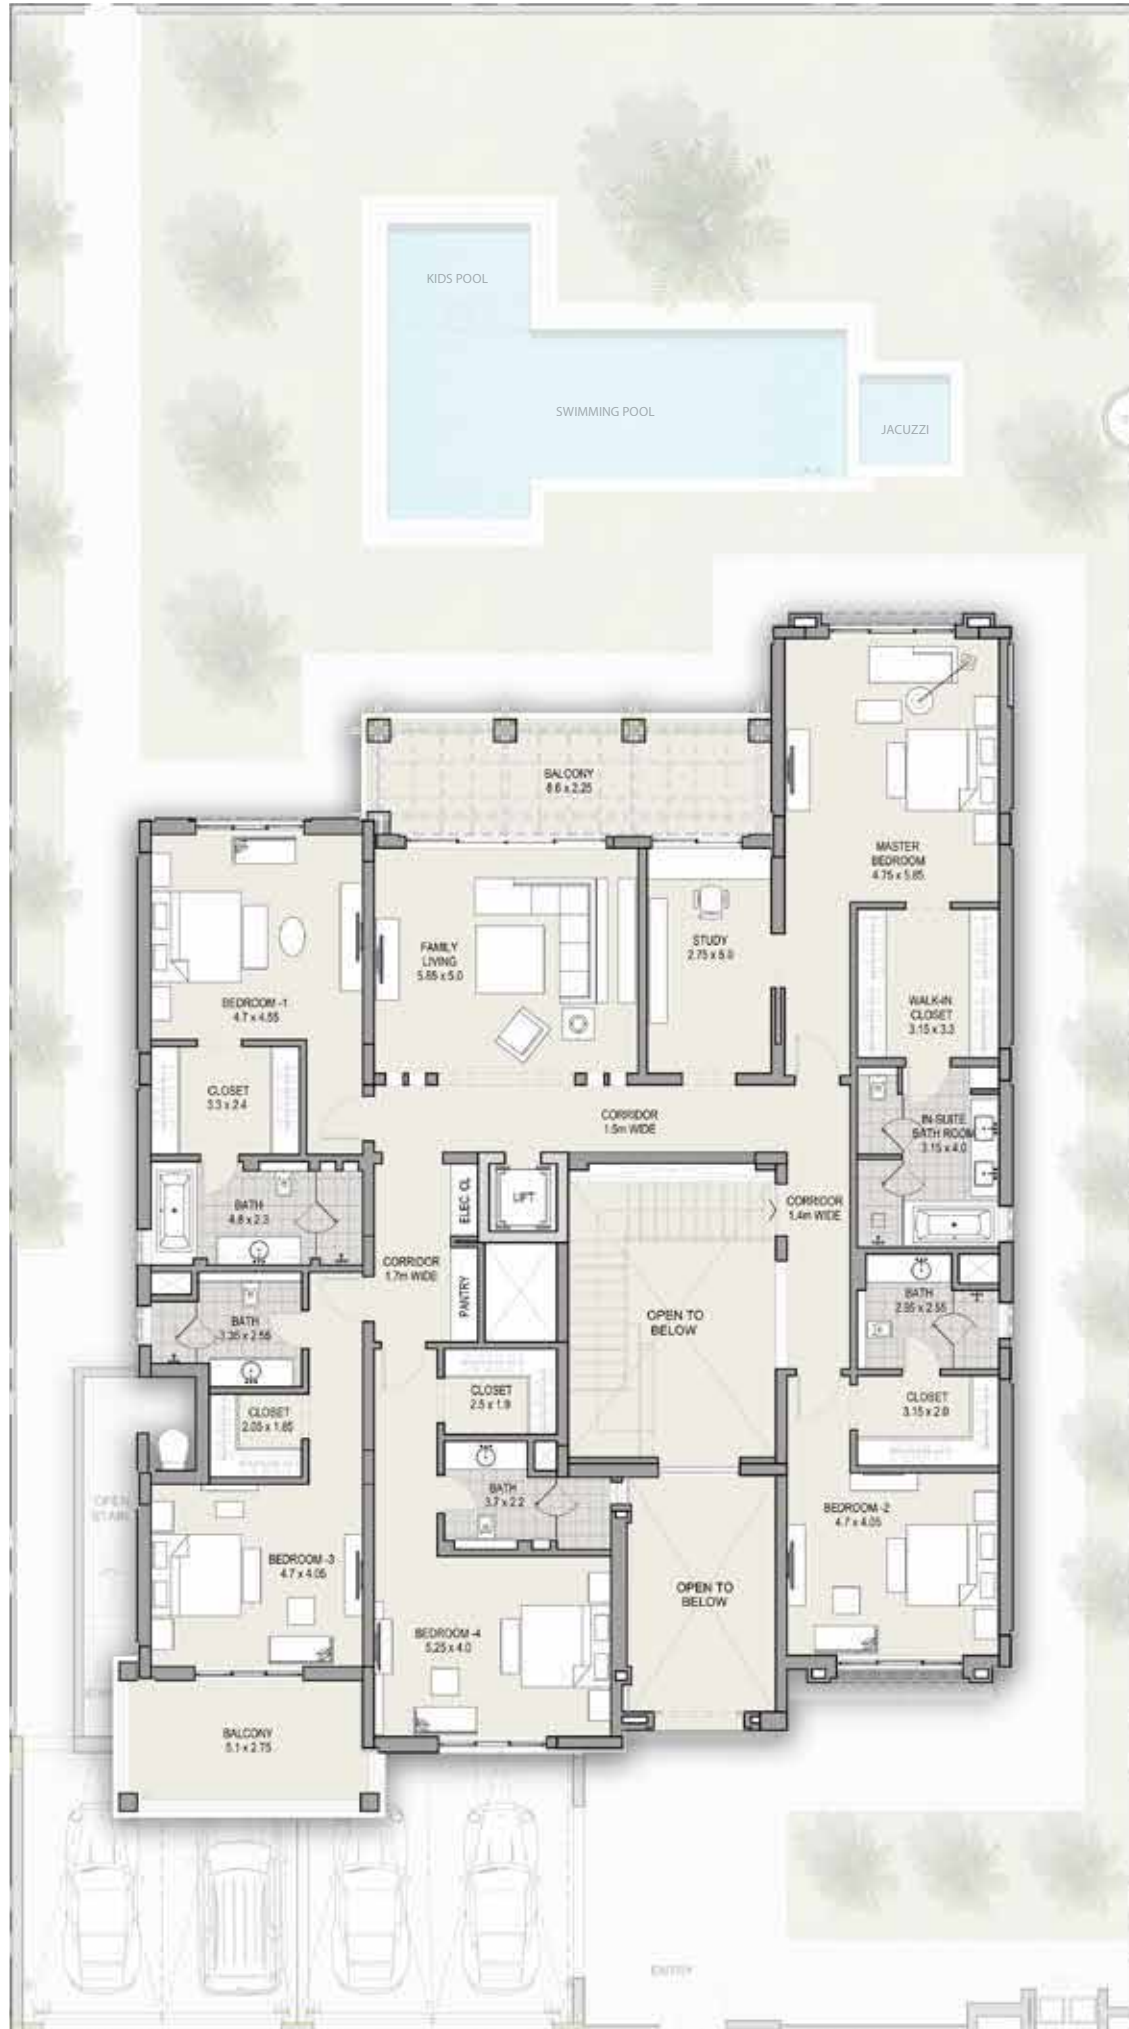 KIDS POOL
SWIMMING POOL
JACUZZI
BALCONY
8.6 x 2.25
MASTER
BEDROOM
4.75 x 5.85
FAMILY
LIVING
5.85 x 5.0
STUDY
2.75 x 5.0
BEDROOM -1
4.7 x 4.55
WALK-IN
CLOSET
3.15 x 3.3
CLOSET
3.3 x 2.4
CORRIDOR
1.5m WIDE
IN-SUITE
BATH ROOM
3.15 x 4.0
BATH
4.8 x 2.3
ELEC. CL
LIFT
CORRIDOR
1.4m WIDE
CORRIDOR
1.7m WIDE
PANTRY
OPEN TO
BELOW
BATH
2.95 x 2.55
BATH
3.35 x 2.55
CLOSET
2.5 x 1.9
CLOSET
3.15 x 2.0
CLOSET
2.05 x 1.85
OPEN
STAIR
BATH
3.7 x 2.2
BEDROOM -2
4.7 x 4.05
BEDROOM -3
4.7 x 4.05
OPEN TO
BELOW
BEDROOM -4
5.25 x 4.0
BALCONY
5.1 x 2.75
ENTRY